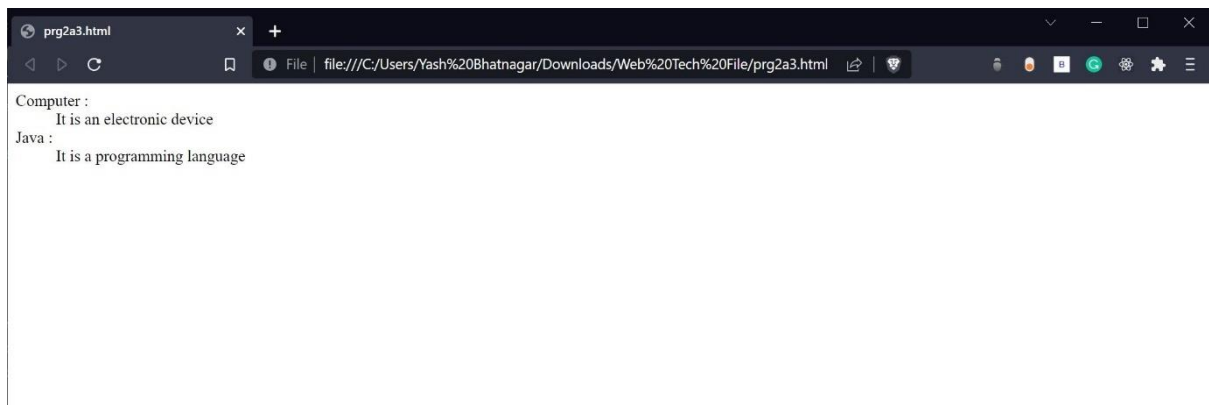 prg2a3.html
File | file:///C:/Users/Yash%20Bhatnagar/Downloads/Web%20Tech%20File/prg2a3.html
B
G
Computer :
It is an electronic device
Java :
It is a programming language